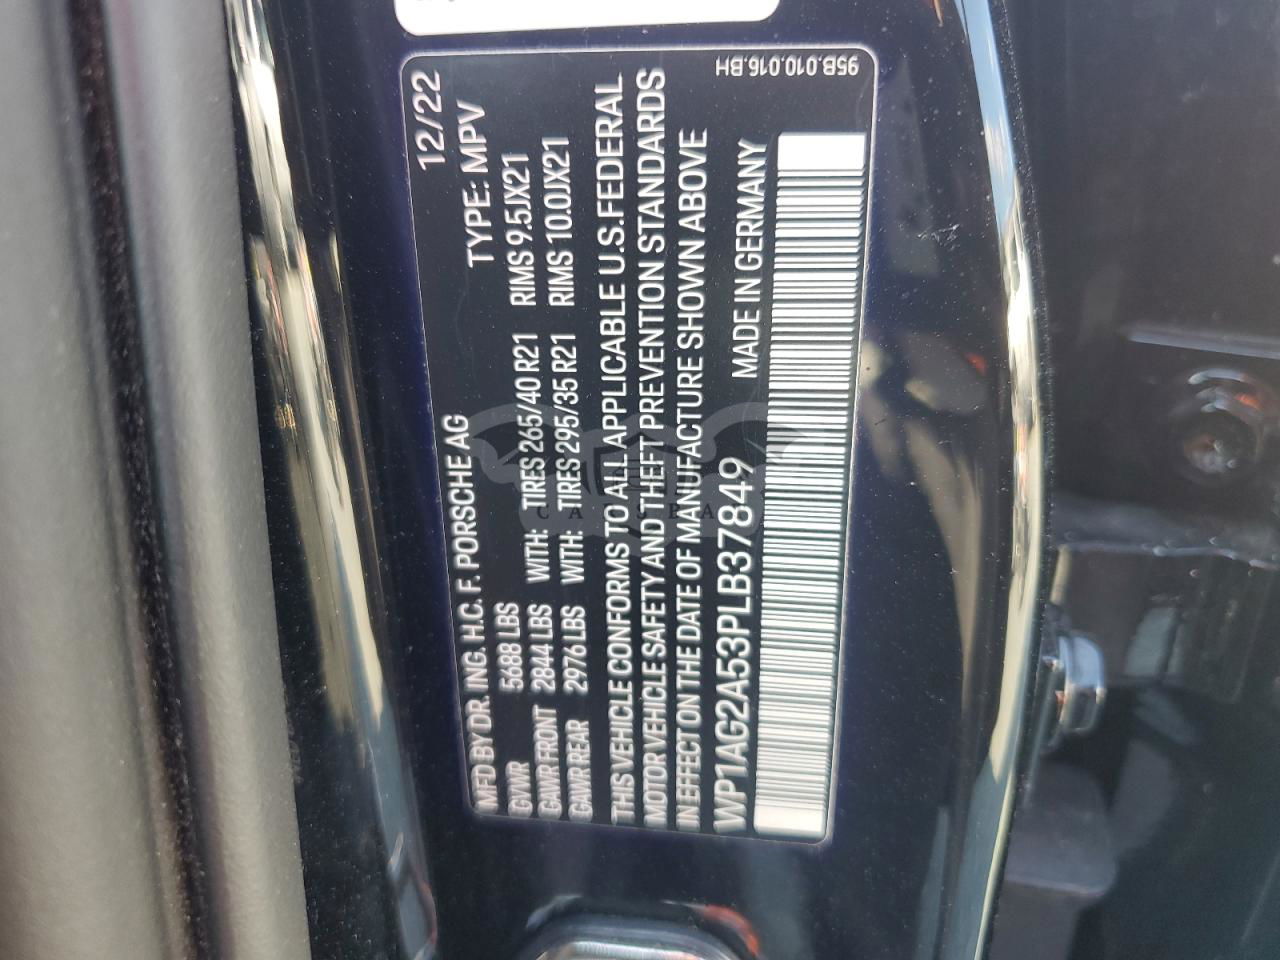 12/22
MFD BY DR. ING. H.C. F. PORSCHE AG TYPE: MPV
GVWR 5688 LBS
GAWR FRONT 2844 LBS WITH: TIRES 265/40 R21 RIMS 9.5JX21
GAWR REAR 2976 LBS WITH: TIRES 295/35 R21 RIMS 10.0JX21
THIS VEHICLE CONFORMS TO ALL APPLICABLE U.S. FEDERAL
MOTOR VEHICLE SAFETY AND THEFT PREVENTION STANDARDS
IN EFFECT ON THE DATE OF MANUFACTURE SHOWN ABOVE
WP1AG2A53PLB37849 MADE IN GERMANY
95B.010.016.BH